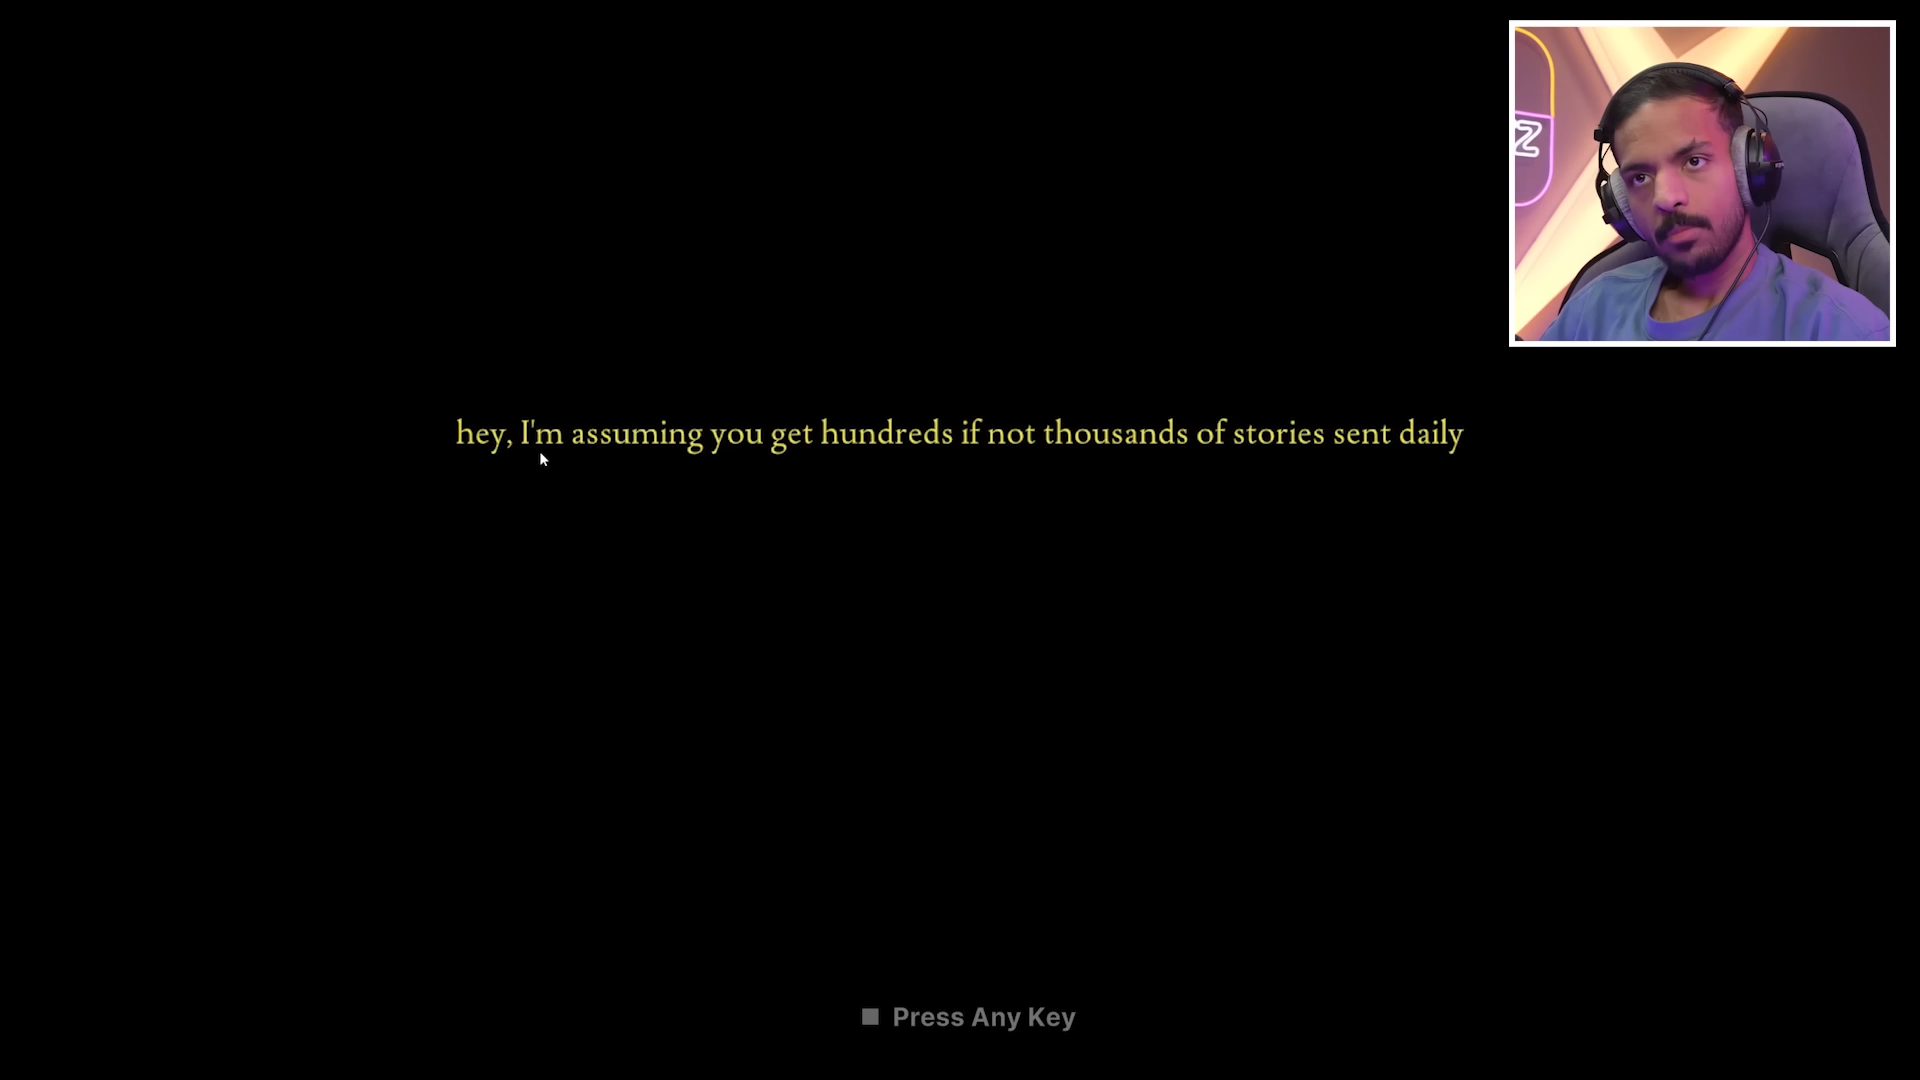 Z
hey, I'm assuming you get hundreds if not thousands of stories sent daily
Press Any Key